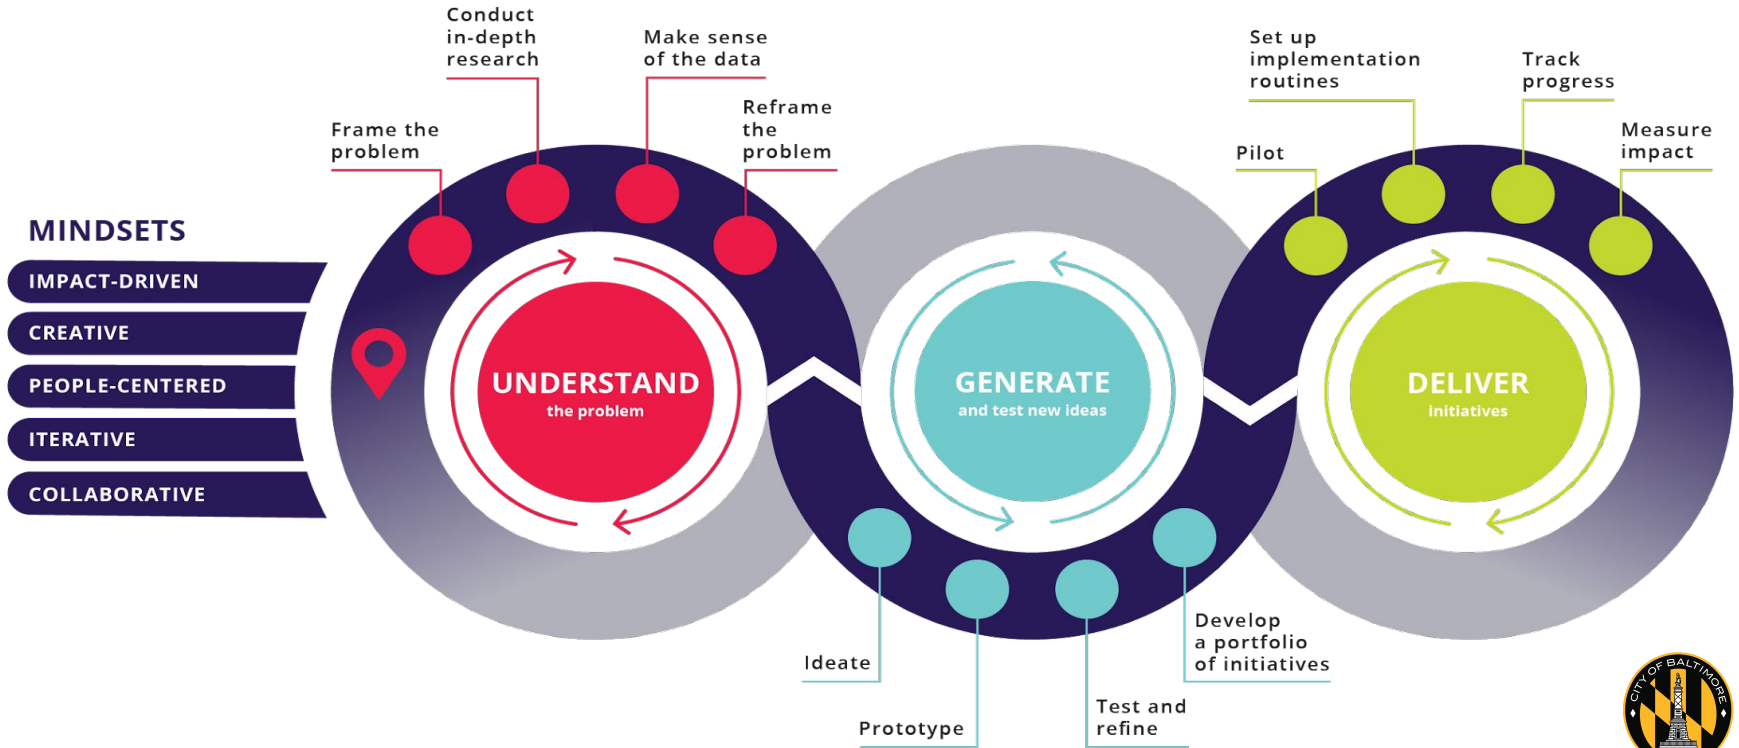 Conduct
in-depth
research
Make sense
of the data
Frame the
problem
Reframe
the
problem
Set up
implementation
routines
Track
progress
Pilot
Measure
impact
MINDSETS
IMPACT-DRIVEN
CREATIVE
PEOPLE-CENTERED
ITERATIVE
COLLABORATIVE
UNDERSTAND
the problem
GENERATE
and test new ideas
DELIVER
initiatives
Ideate
Prototype
Test and
refine
Develop
a portfolio
of initiatives
CITY OF BALTIMORE